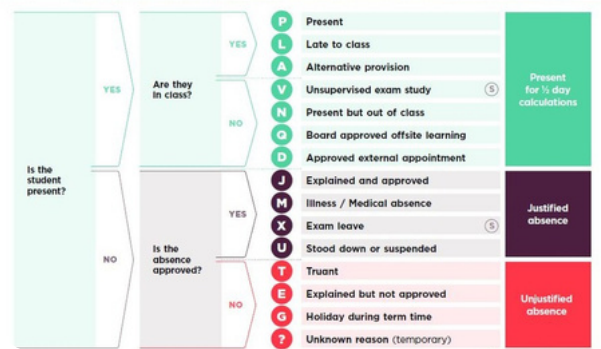 Is the
student
present?
YES
NO
Are they
in class?
YES
NO
Is the
absence
approved?
YES
NO
P Present
L Late to class
A Alternative provision
V Unsupervised exam study S
N Present but out of class
Q Board approved offsite learning
D Approved external appointment
J Explained and approved
M Illness / Medical absence
X Exam leave S
U Stood down or suspended
T Truant
E Explained but not approved
G Holiday during term time
? Unknown reason (temporary)
Present
for ½ day
calculations
Justified
absence
Unjustified
absence